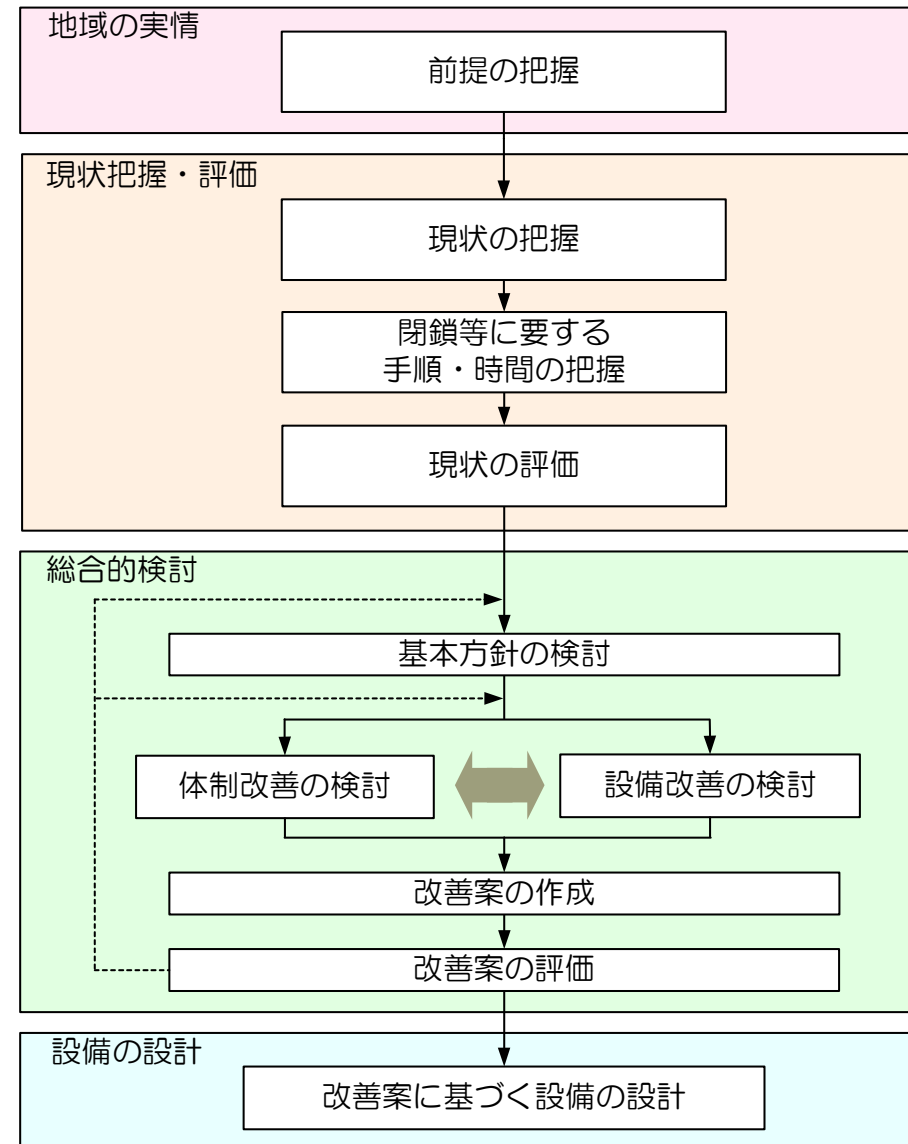 地域の実情
前提の把握
現状把握・評価
現状の把握
閉鎖等に要する
手順・時間の把握
現状の評価
総合的検討
基本方針の検討
体制改善の検討
設備改善の検討
改善案の作成
改善案の評価
設備の設計
改善案に基づく設備の設計